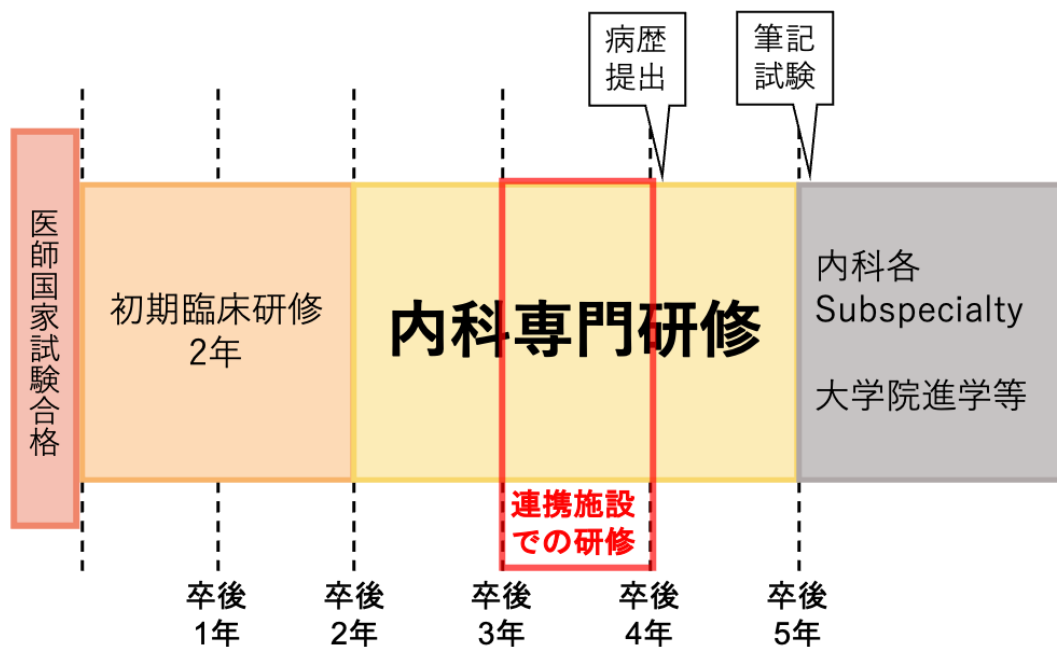 病歴
提出
筆記
試験
医師国家試験合格
初期臨床研修
2年
内科専門研修
内科各
Subspecialty
大学院進学等
連携施設
での研修
卒後
1年
卒後
2年
卒後
3年
卒後
4年
卒後
5年